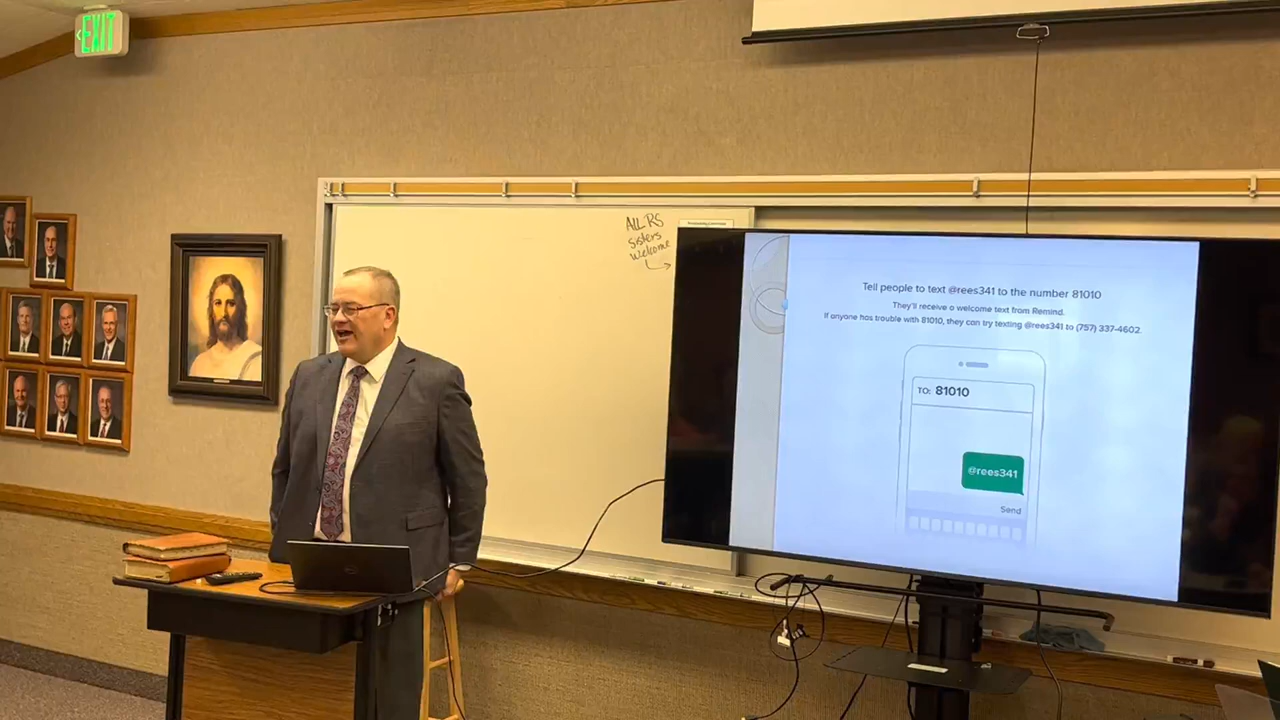 EXIT
ALL RS
sisters
welcome
Tell people to text @rees341 to the number 81010
They'll receive a welcome text from Remind.
If anyone has trouble with 81010, they can try texting @rees341 to (757) 337-4602.
TO: 81010
@rees341
Send